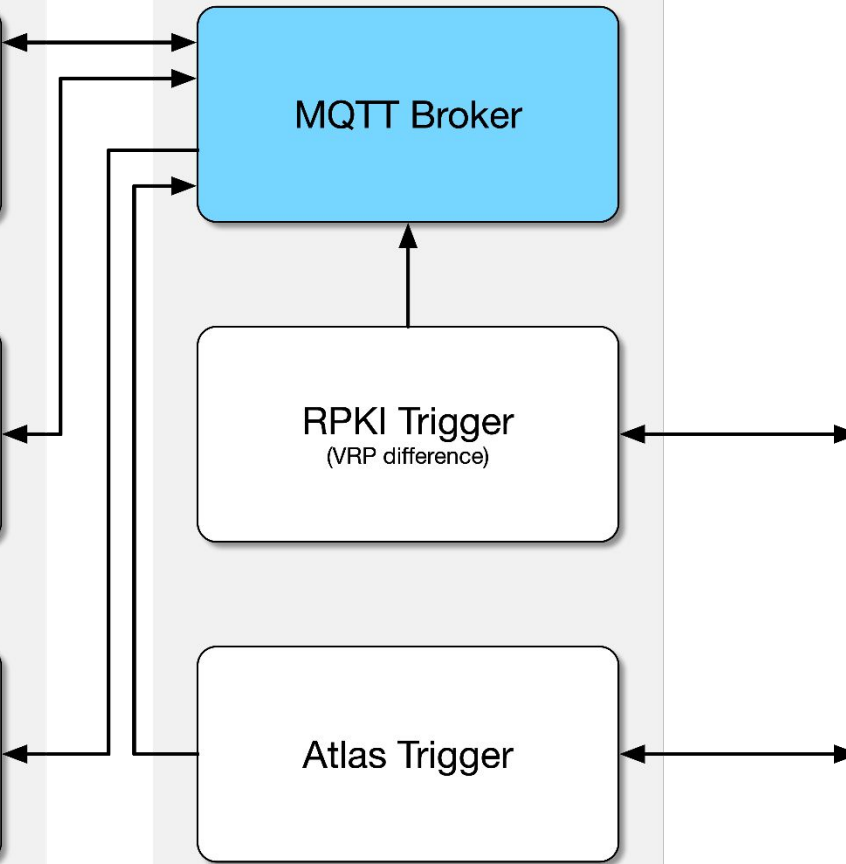 MQTT Broker
RPKI Trigger
(VRP difference)
Atlas Trigger